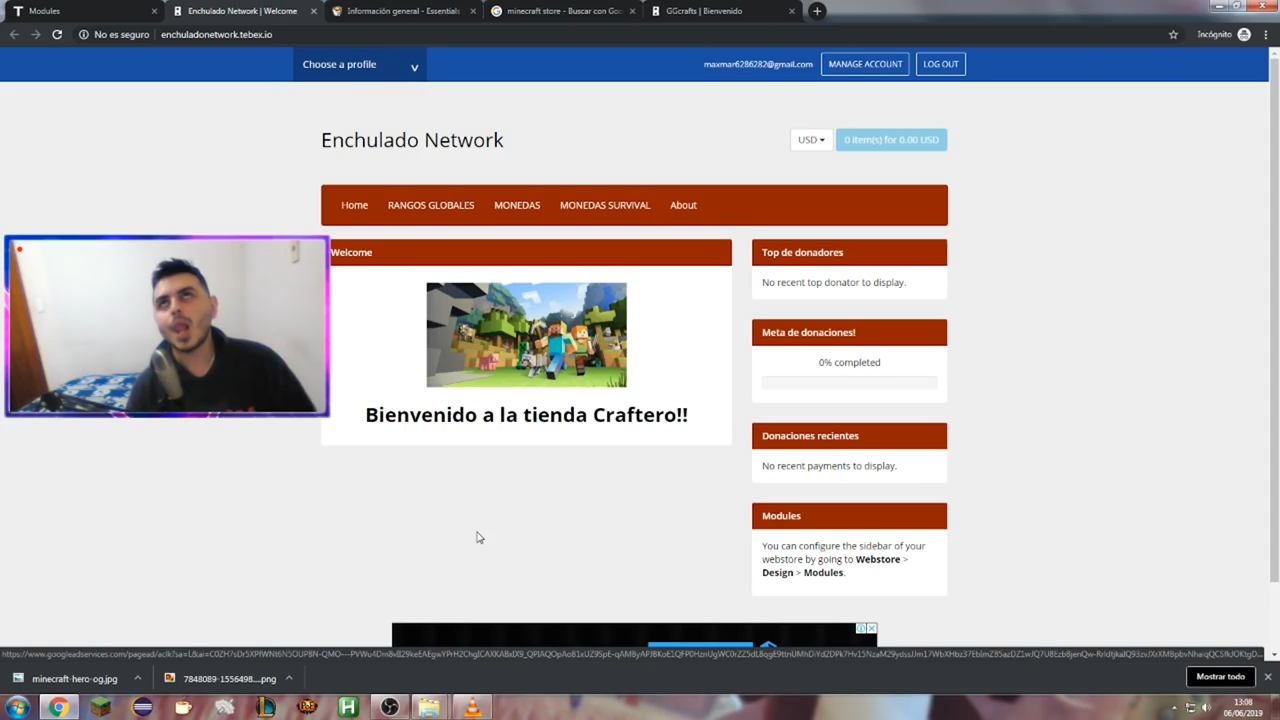 Modules
Enchulado Network | Welcome
Información general - Essentials
minecraft store - Buscar con Goo
GGcrafts | Bienvenido
No es seguro | enchuladonetwork.tebex.io
Incógnito
Choose a profile
maxmar6286282@gmail.com
MANAGE ACCOUNT
LOG OUT
Enchulado Network
USD
0 item(s) for 0.00 USD
Home
RANGOS GLOBALES
MONEDAS
MONEDAS SURVIVAL
About
Welcome
Bienvenido a la tienda Craftero!!
Top de donadores
No recent top donator to display.
Meta de donaciones!
0% completed
Donaciones recientes
No recent payments to display.
Modules
You can configure the sidebar of your
webstore by going to Webstore >
Design > Modules.
minecraft-hero-og.jpg
7848089-1556498....png
Mostrar todo
13:08
06/06/2019